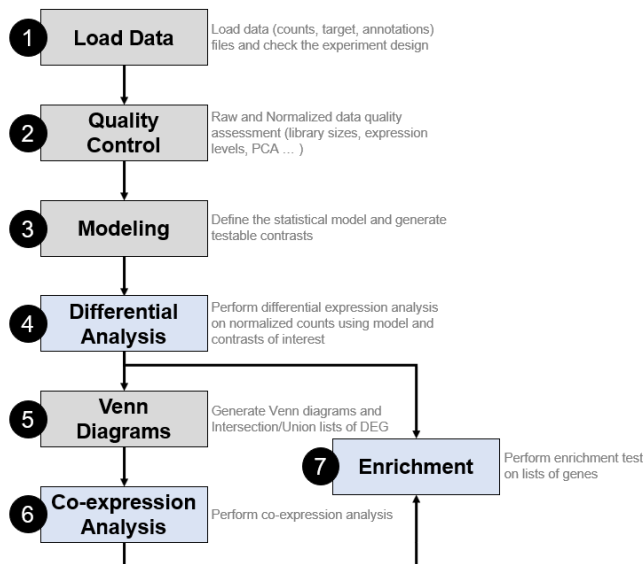 1
Load Data
Load data (counts, target, annotations)
files and check the experiment design
2
Quality
Control
Raw and Normalized data quality
assessment (library sizes, expression
levels, PCA ... )
3
Modeling
Define the statistical model and generate
testable contrasts
4
Differential
Analysis
Perform differential expression analysis
on normalized counts using model and
contrasts of interest
5
Venn
Diagrams
Generate Venn diagrams and
Intersection/Union lists of DEG
7
Enrichment
Perform enrichment test
on lists of genes
6
Co-expression
Analysis
Perform co-expression analysis